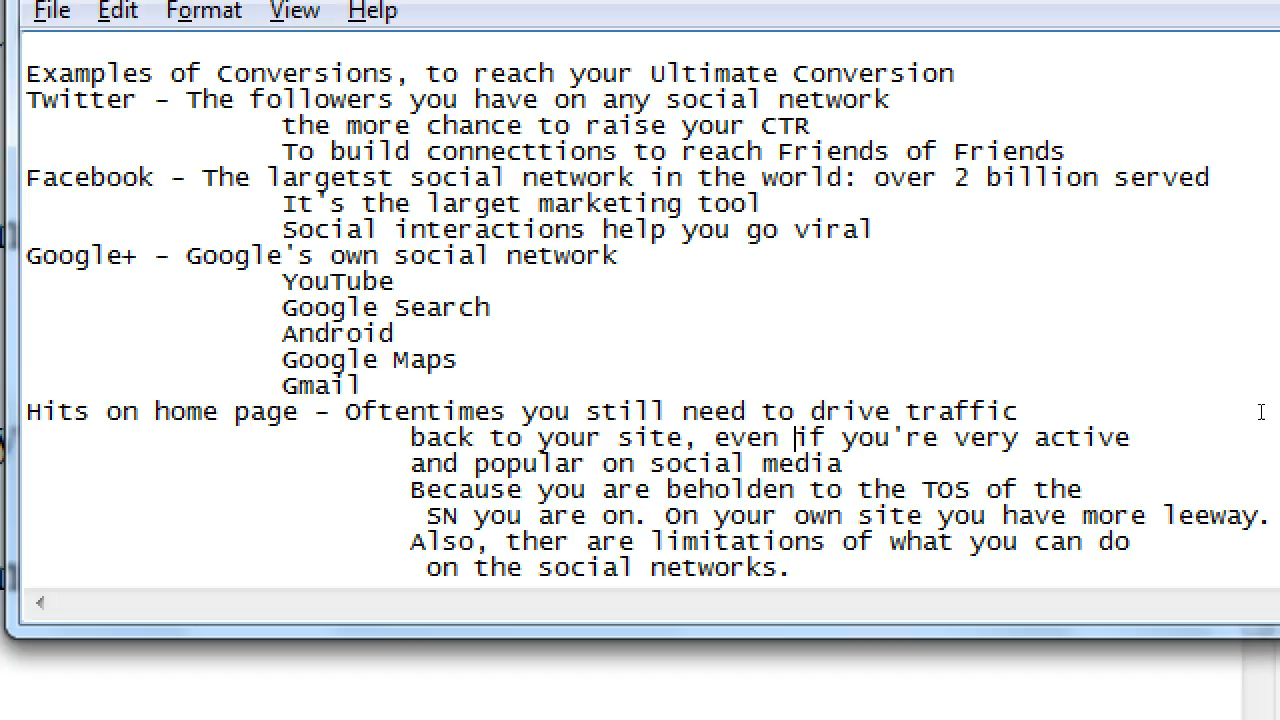 File Edit Format View Help
Examples of Conversions, to reach your Ultimate Conversion
Twitter - The followers you have on any social network
the more chance to raise your CTR
To build connecttions to reach Friends of Friends
Facebook - The largetst social network in the world: over 2 billion served
It's the larget marketing tool
Social interactions help you go viral
Google+ - Google's own social network
YouTube
Google Search
Android
Google Maps
Gmail
Hits on home page - Oftentimes you still need to drive traffic
back to your site, even if you're very active
and popular on social media
Because you are beholden to the TOS of the
SN you are on. On your own site you have more leeway.
Also, ther are limitations of what you can do
on the social networks.